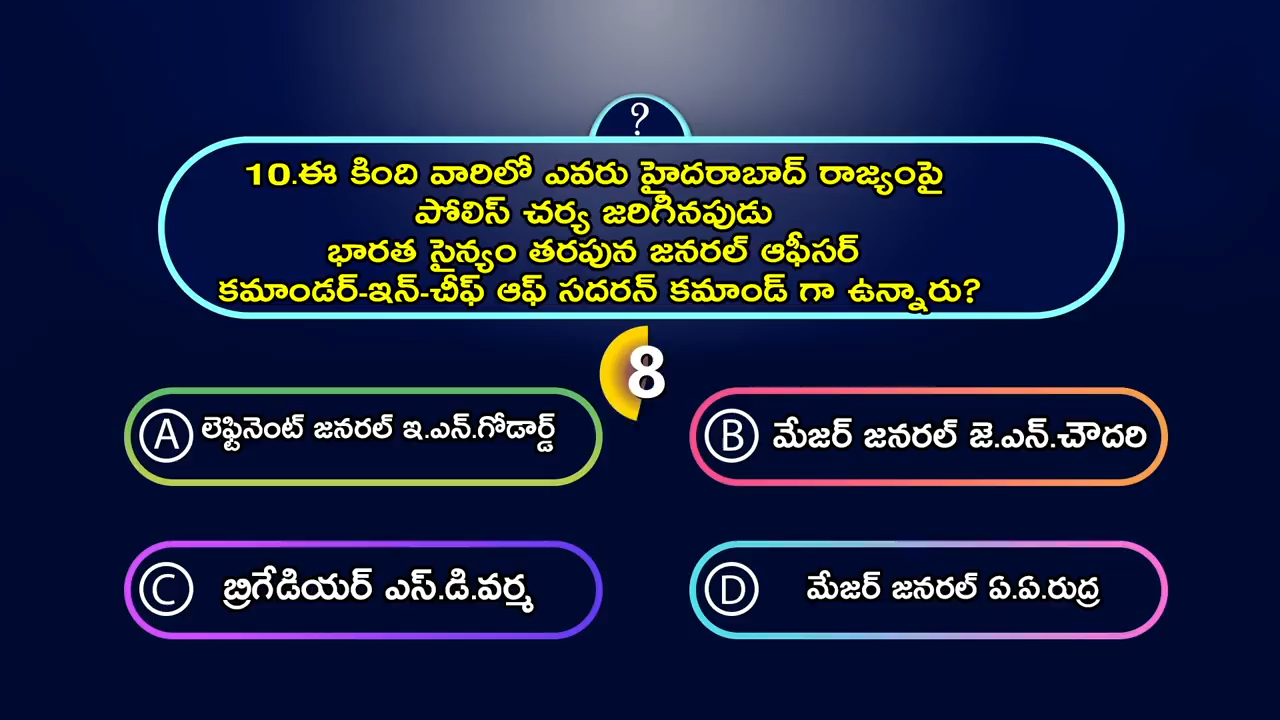 ?
10.ఈ కింది వారిలో ఎవరు హైదరాబాద్ రాజ్యంపై
పోలిస్ చర్య జరిగినపుడు
భారత సైన్యం తరపున జనరల్ ఆఫీసర్
కమాండర్-ఇన్-చీఫ్ ఆఫ్ సదరన్ కమాండ్ గా ఉన్నారు?
8
A లెఫ్టినెంట్ జనరల్ ఇ.ఎన్.గోడార్డ్
B మేజర్ జనరల్ జె.ఎన్.చౌదరి
C బ్రిగేడియర్ ఎస్.డి.వర్మ
D మేజర్ జనరల్ ఏ.ఏ.రుద్ర